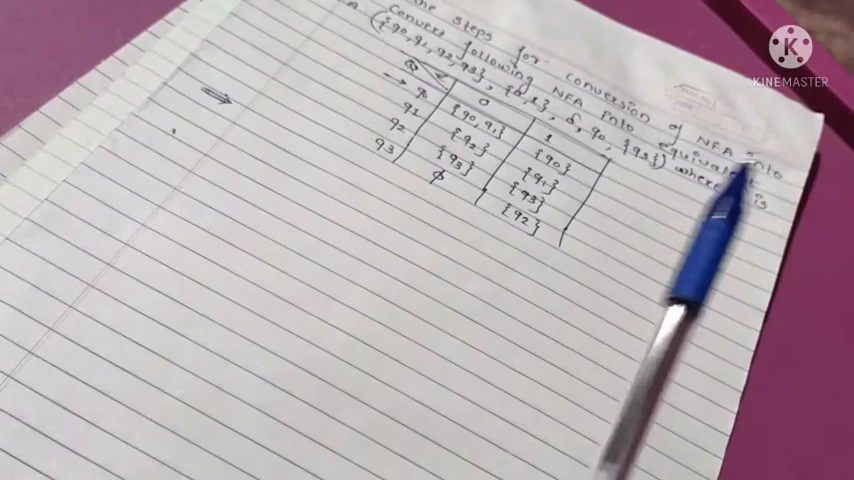 the steps for conversion of NFA into
Convert following NFA into equivalent
A ({q0, q1, q2, q3}, {0,1}, δ, q0, {q3}) where is
Q Σ 0 1
→ q0 {q0, q1} {q0}
q1 {q2} {q1}
q2 {q3} {q3}
q3 ϕ {q2}
⇒
KINEMASTER